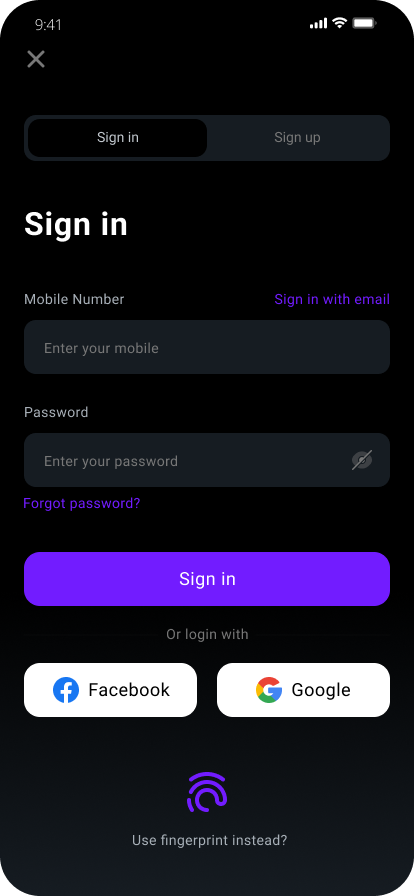 9:41
Sign in
Sign up
Sign in
Mobile Number
Sign in with email
Enter your mobile
Password
Enter your password
Forgot password?
Sign in
Or login with
Facebook
Google
Use fingerprint instead?